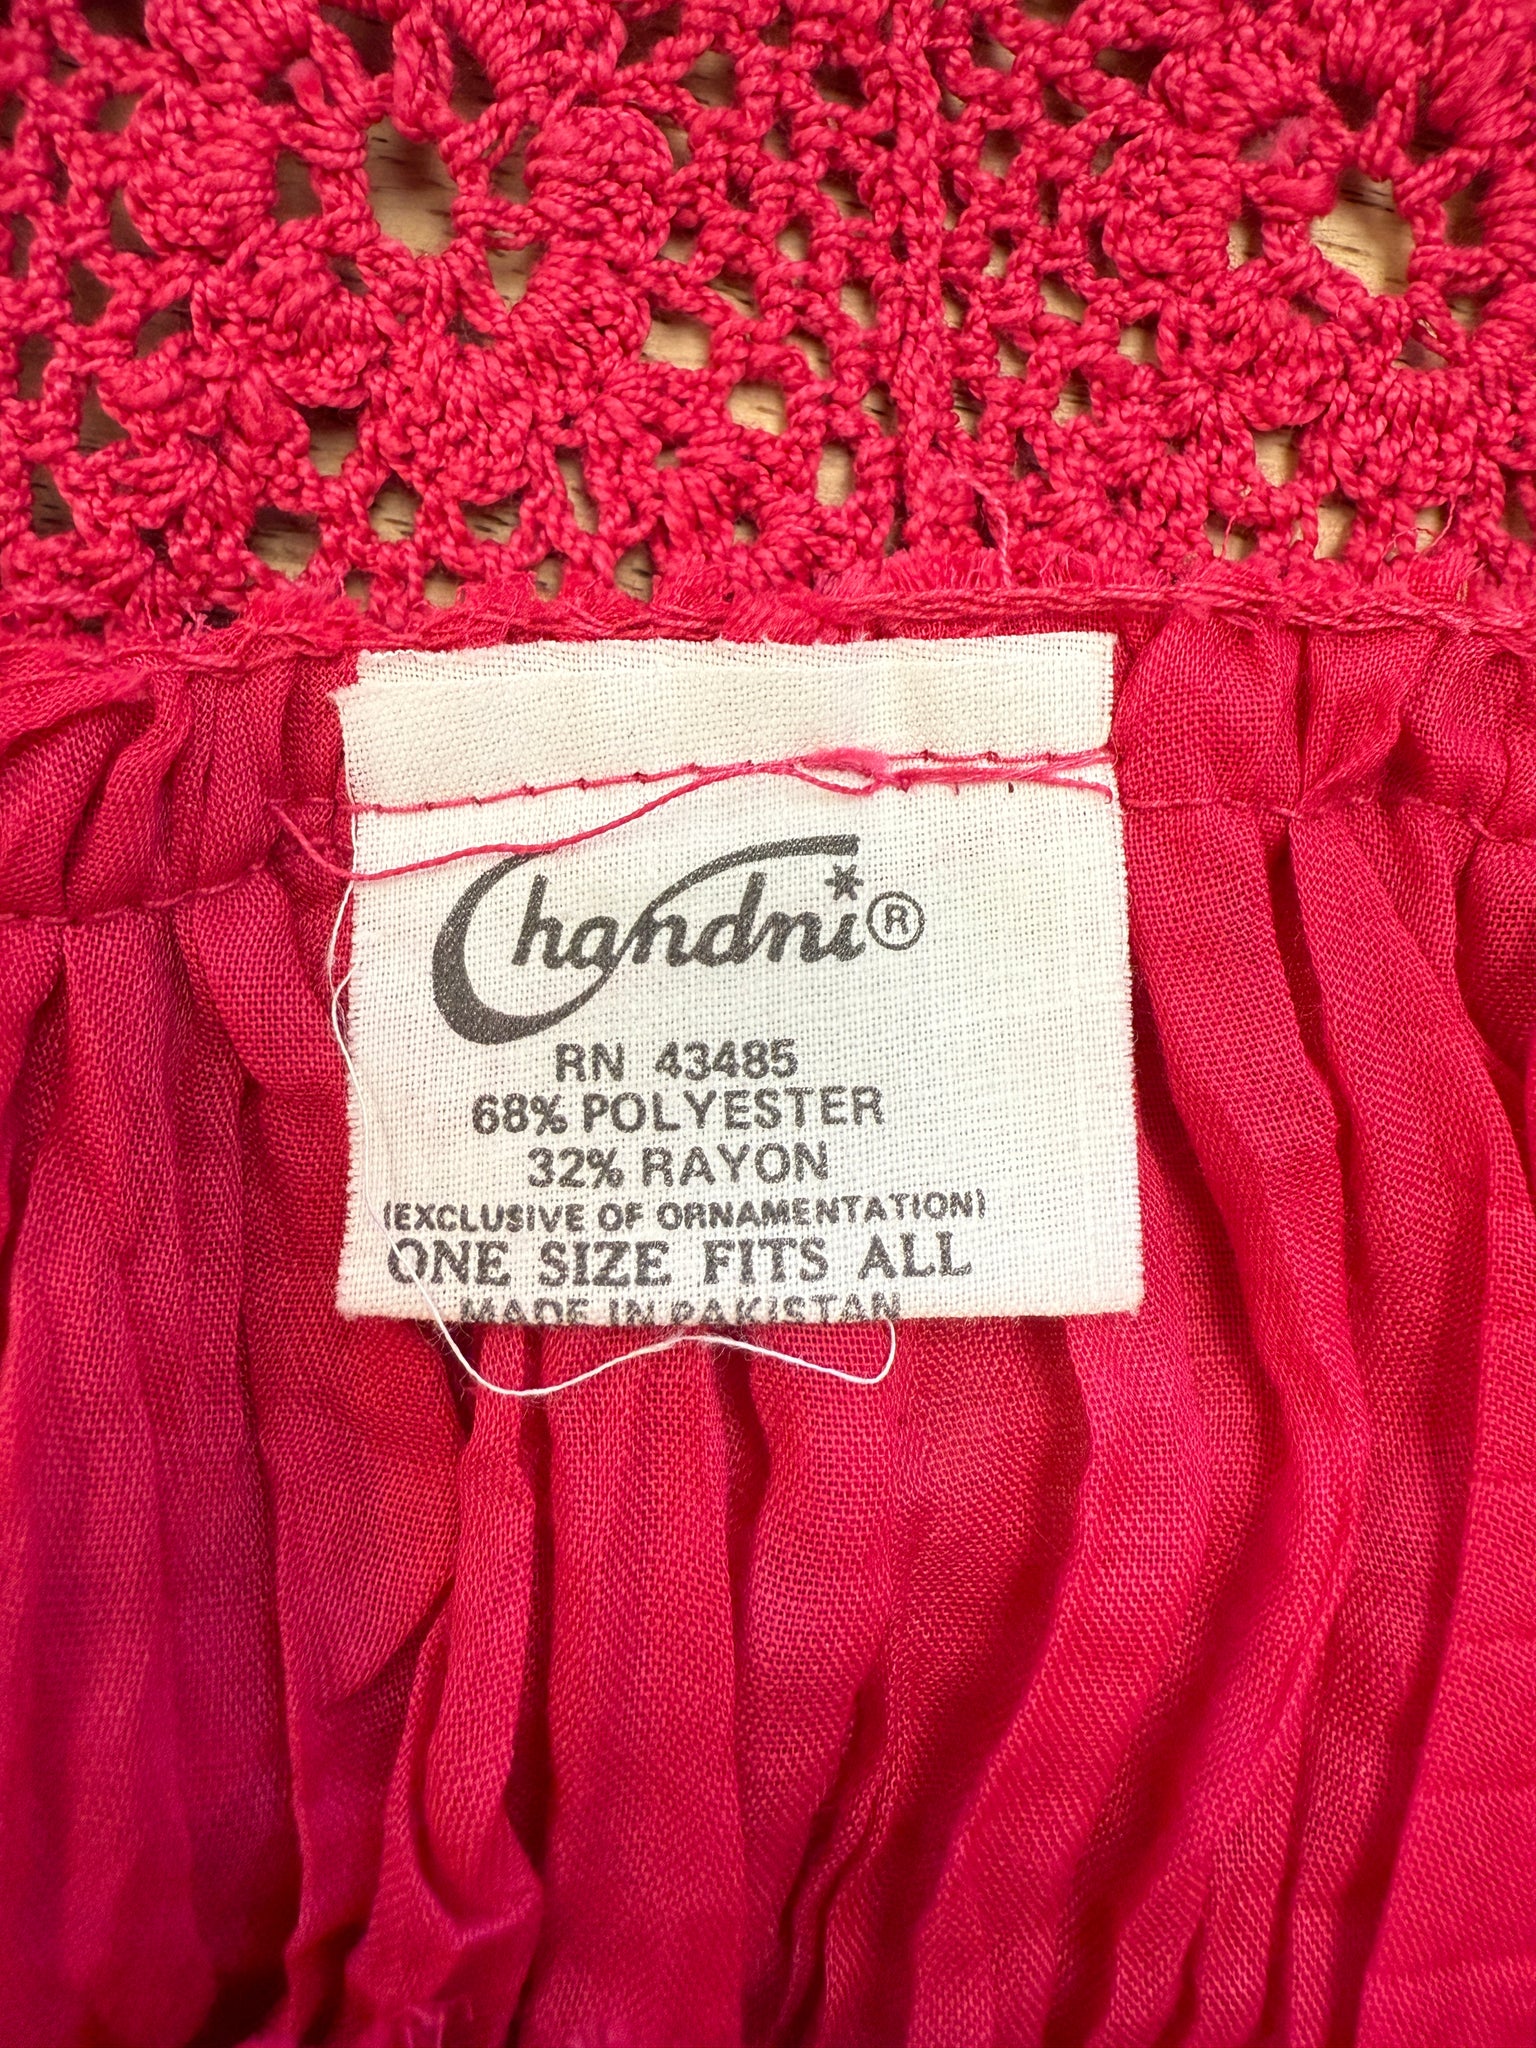 Chandni®
RN 43485
68% POLYESTER
32% RAYON
(EXCLUSIVE OF ORNAMENTATION)
ONE SIZE FITS ALL
MADE IN PAKISTAN